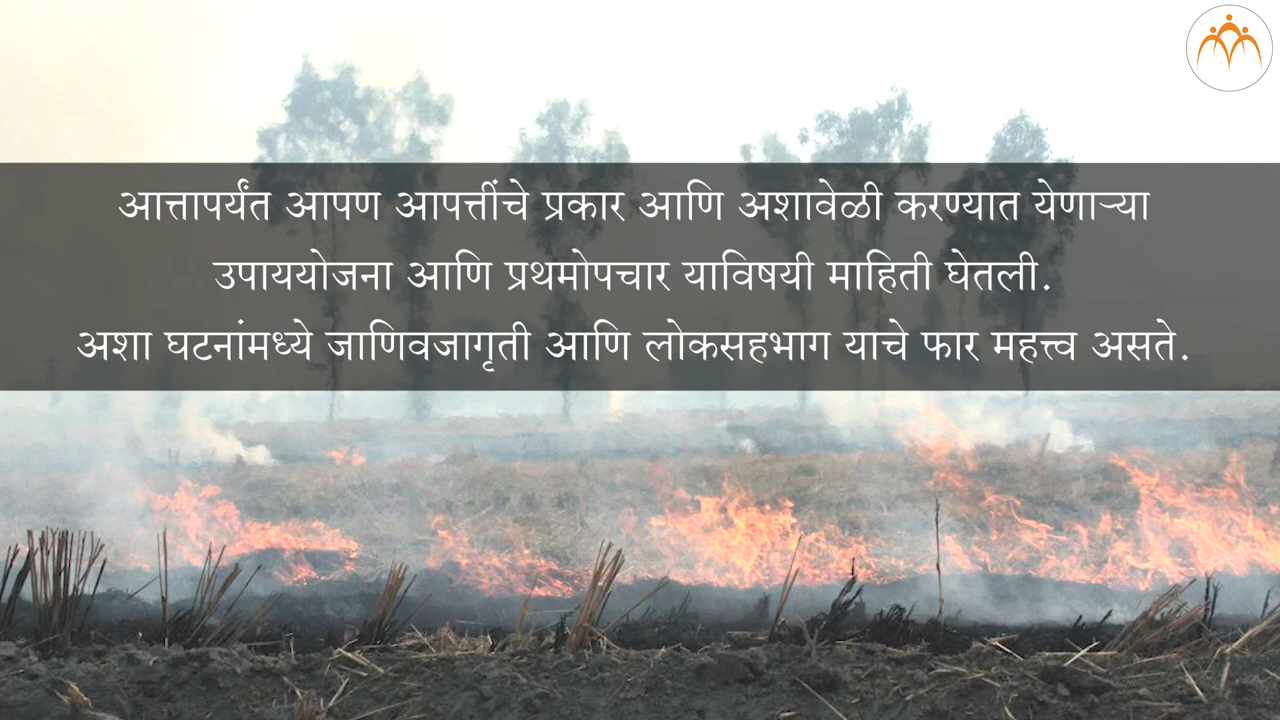 आत्तापर्यंत आपण आपत्तींचे प्रकार आणि अशावेळी करण्यात येणाऱ्या
उपाययोजना आणि प्रथमोपचार याविषयी माहिती घेतली.
अशा घटनांमध्ये जाणिवजागृती आणि लोकसहभाग याचे फार महत्त्व असते.